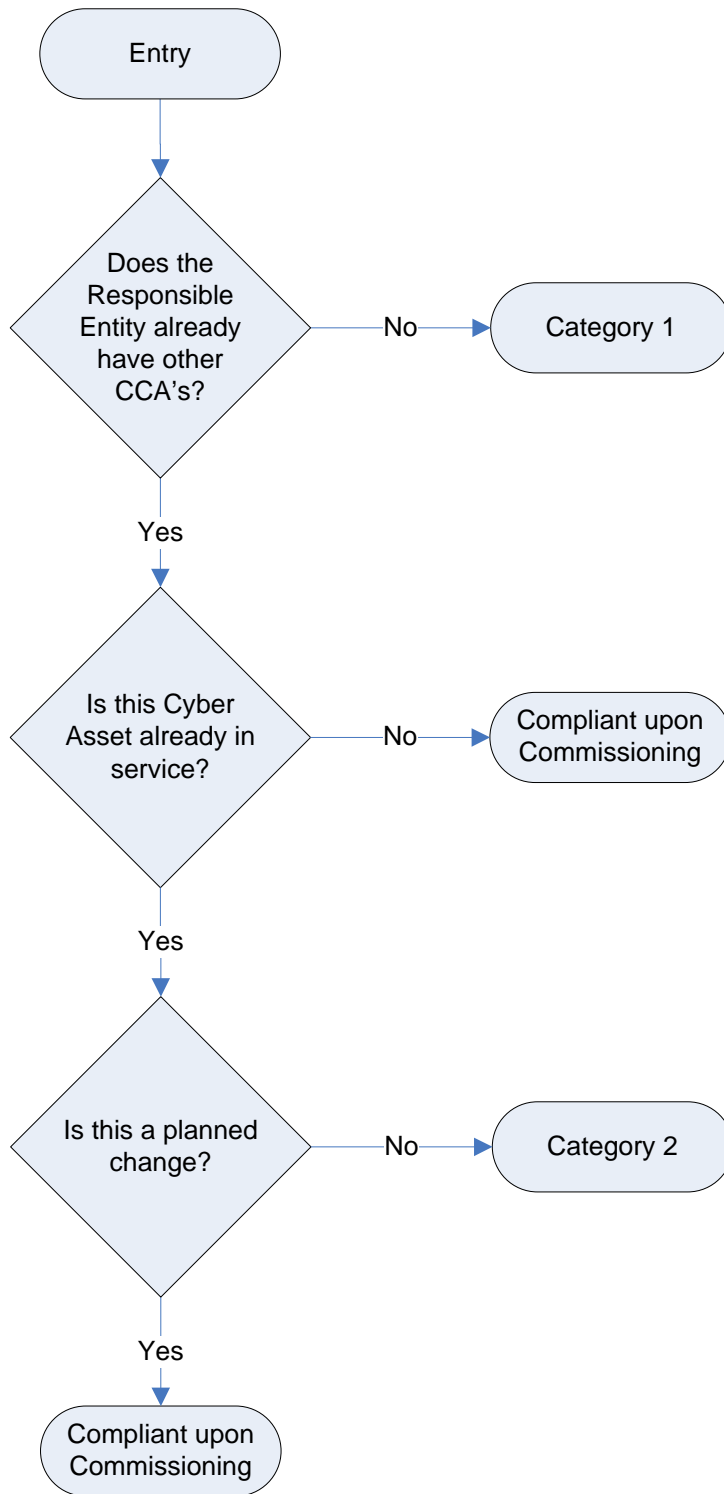 Entry
Does the
Responsible
Entity already
have other
CCA's?
No
Category 1
Yes
Is this Cyber
Asset already in
service?
No
Compliant upon
Commissioning
Yes
Is this a planned
change?
No
Category 2
Yes
Compliant upon
Commissioning